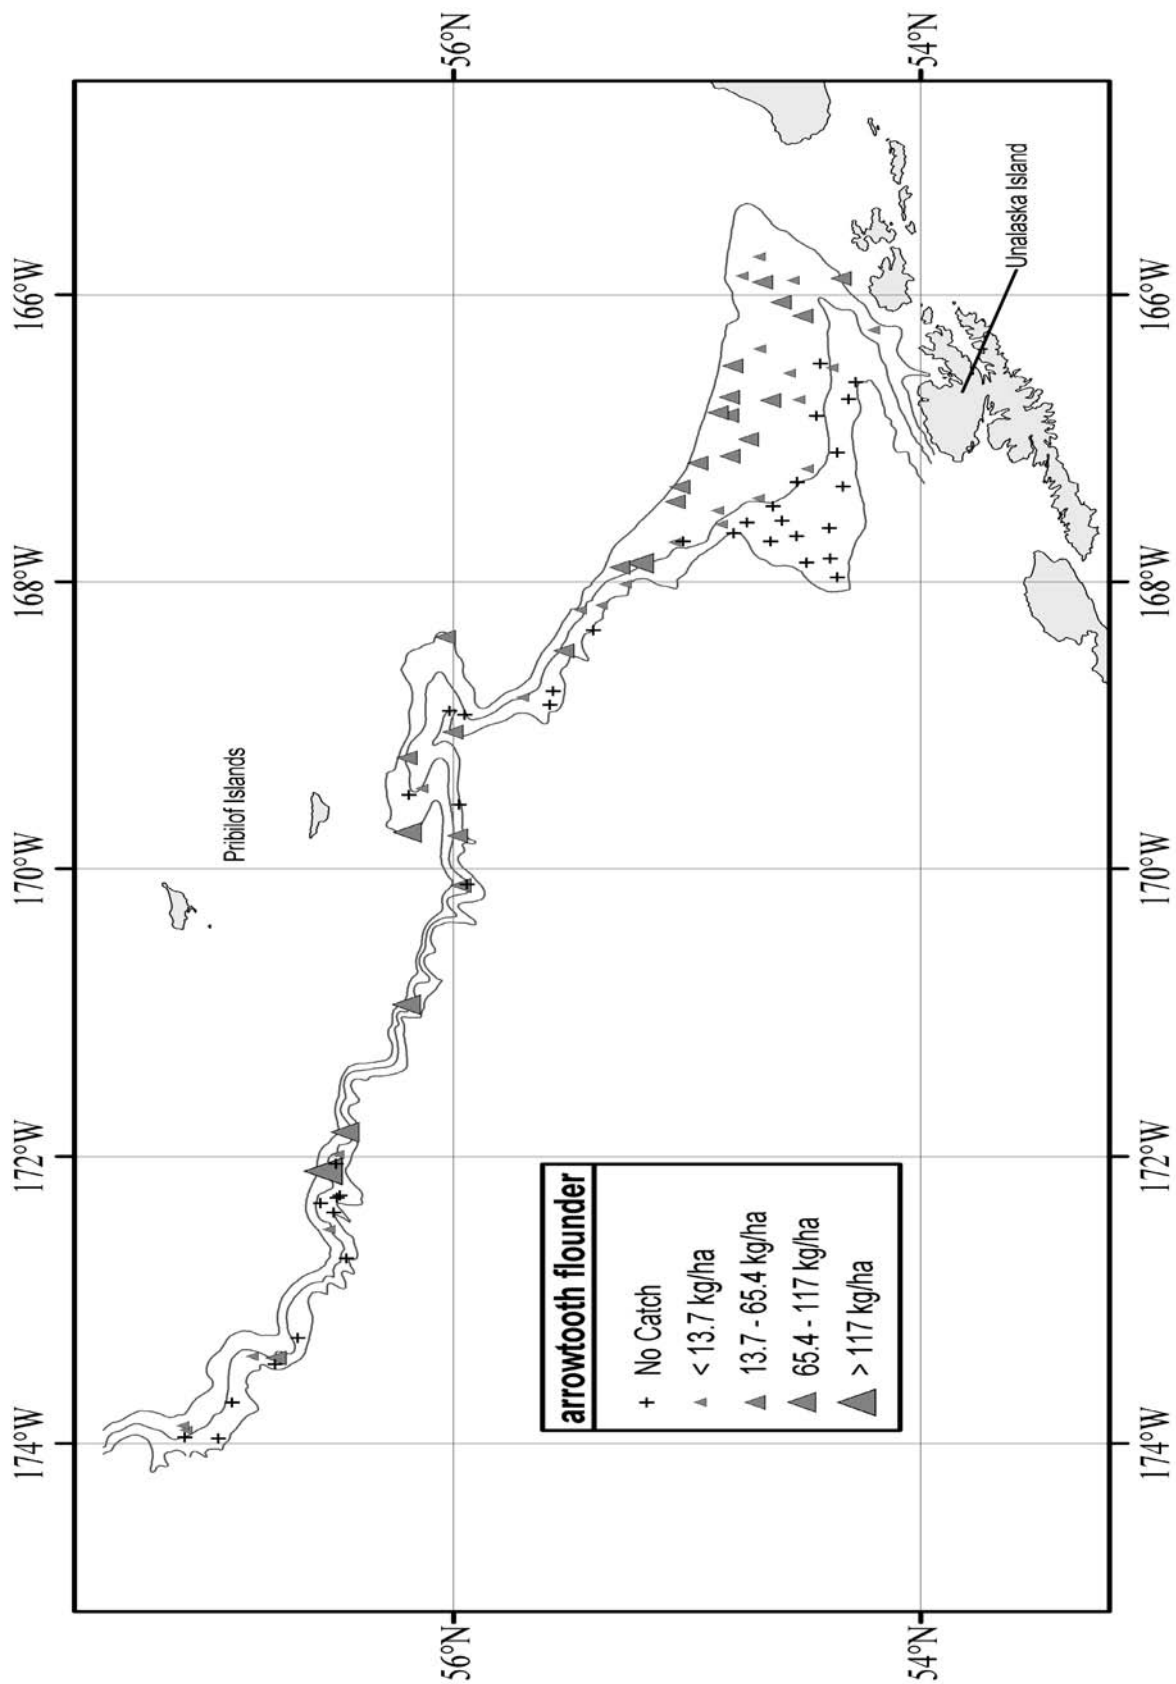 174°W
172°W
170°W
168°W
166°W
56°N
56°N
Pribilof Islands
arrowtooth flounder
No Catch
< 13.7 kg/ha
13.7 - 65.4 kg/ha
65.4 - 117 kg/ha
> 117 kg/ha
54°N
54°N
Unalaska Island
174°W
172°W
170°W
168°W
166°W